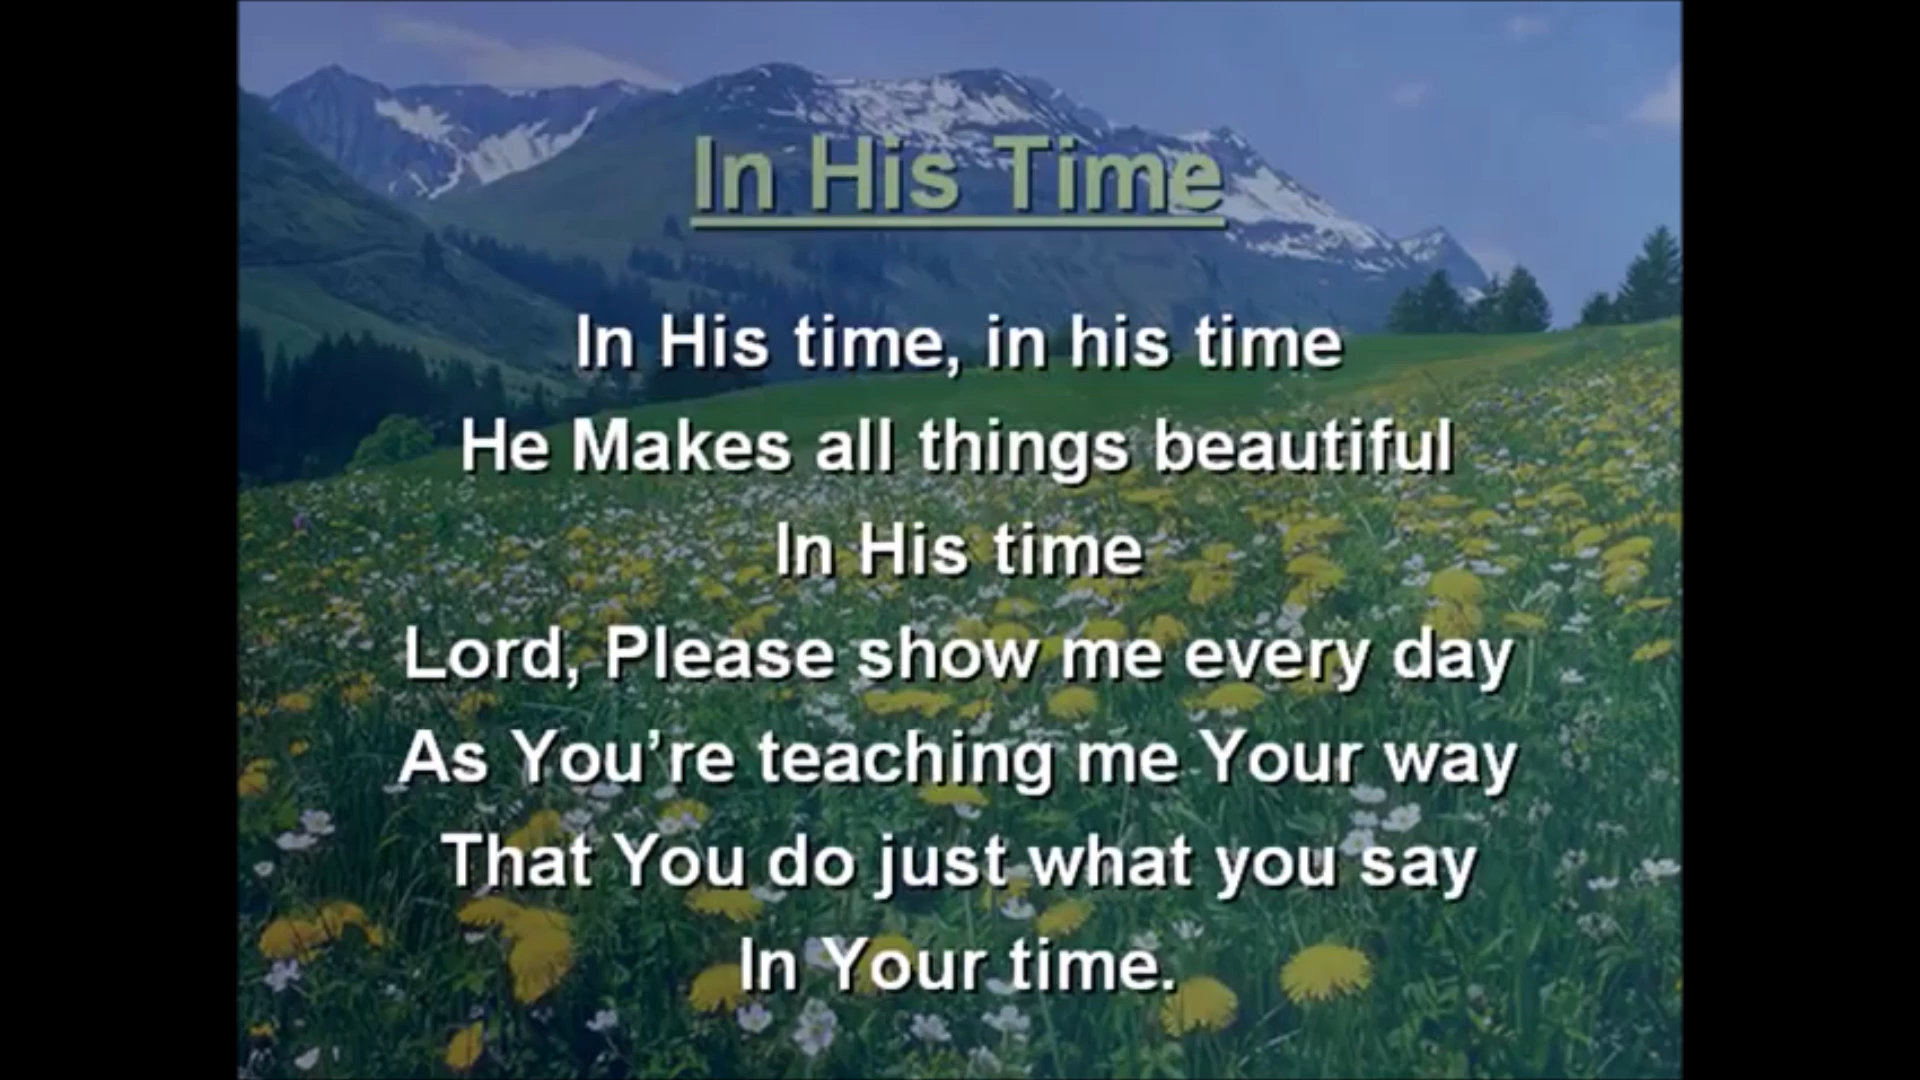 In His Time
In His time, in his time
He Makes all things beautiful
In His time
Lord, Please show me every day
As You’re teaching me Your way
That You do just what you say
In Your time.